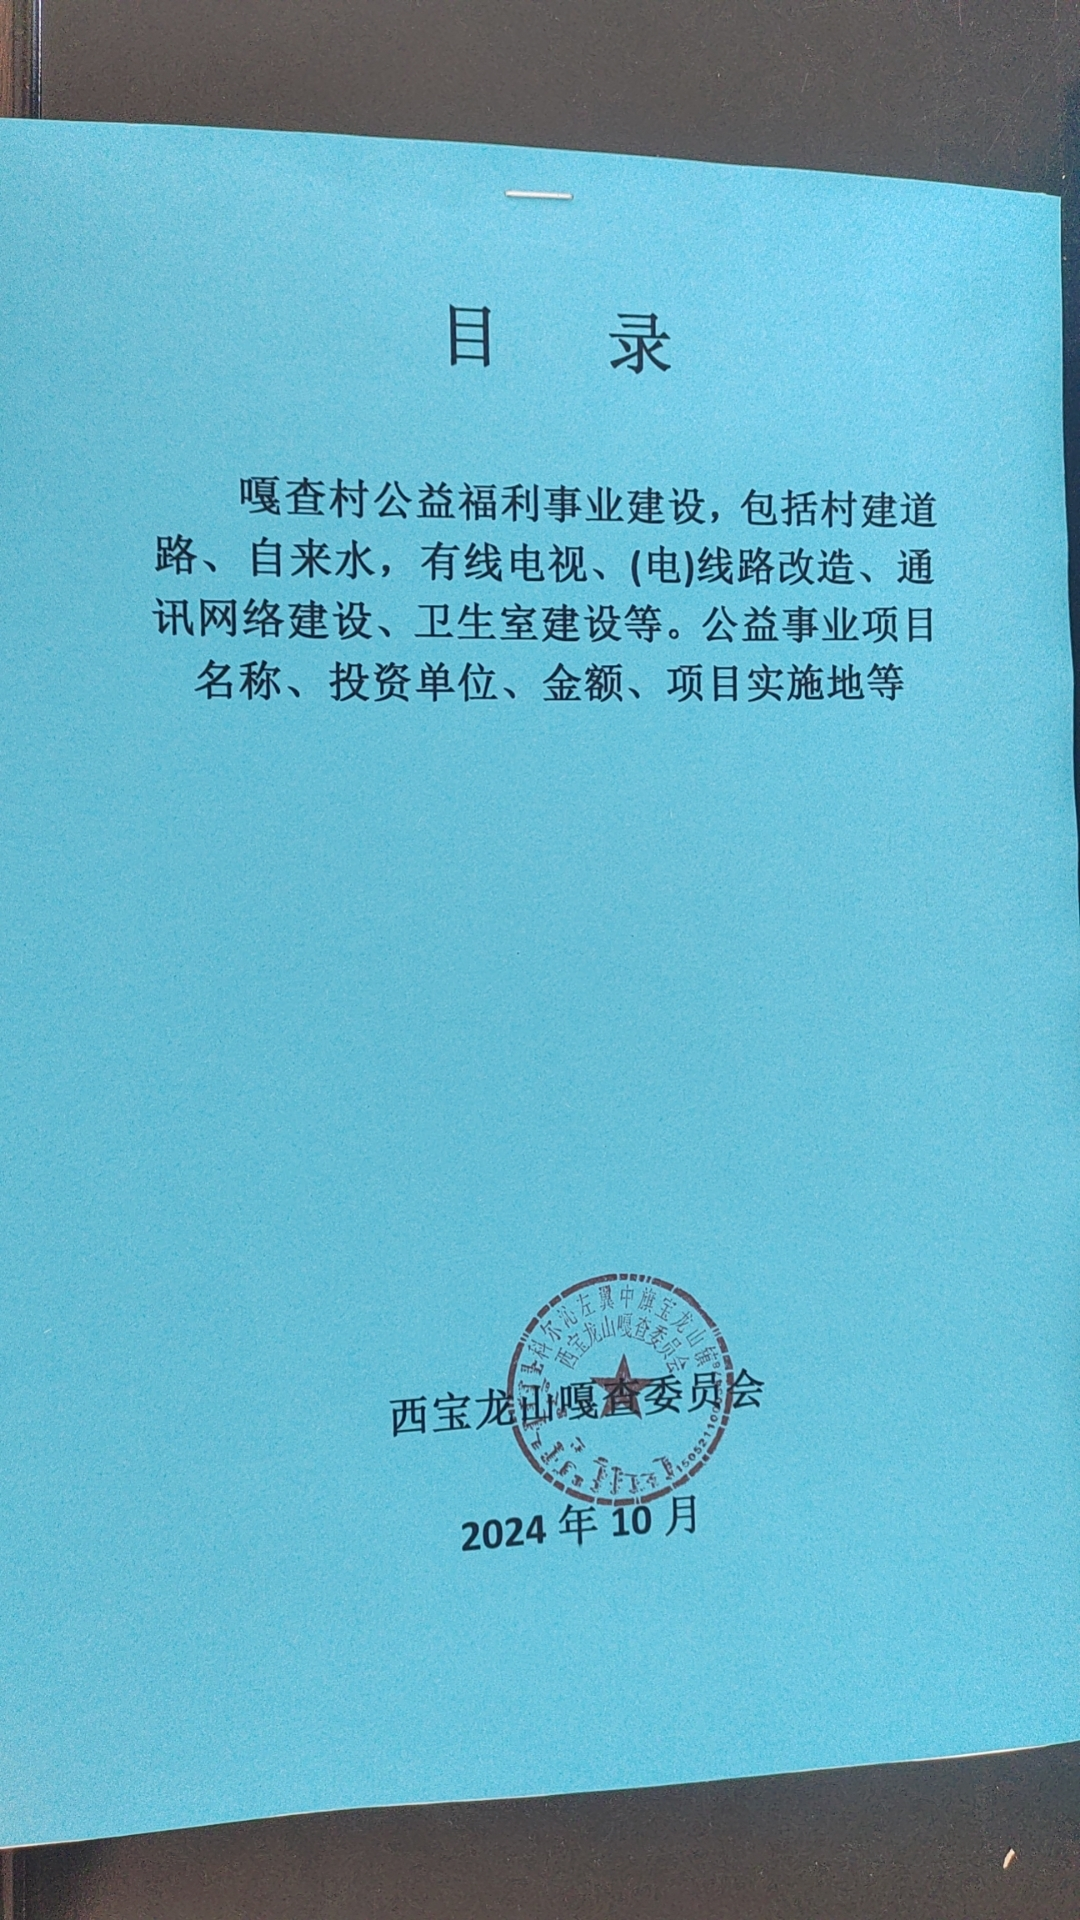 目 录
嘎查村公益福利事业建设，包括村建道
路、自来水，有线电视、(电)线路改造、通
讯网络建设、卫生室建设等。公益事业项目
名称、投资单位、金额、项目实施地等
科尔沁左翼中旗宝龙山镇
西宝龙山嘎查委员会
西宝龙山嘎查委员会
2024 年 10 月